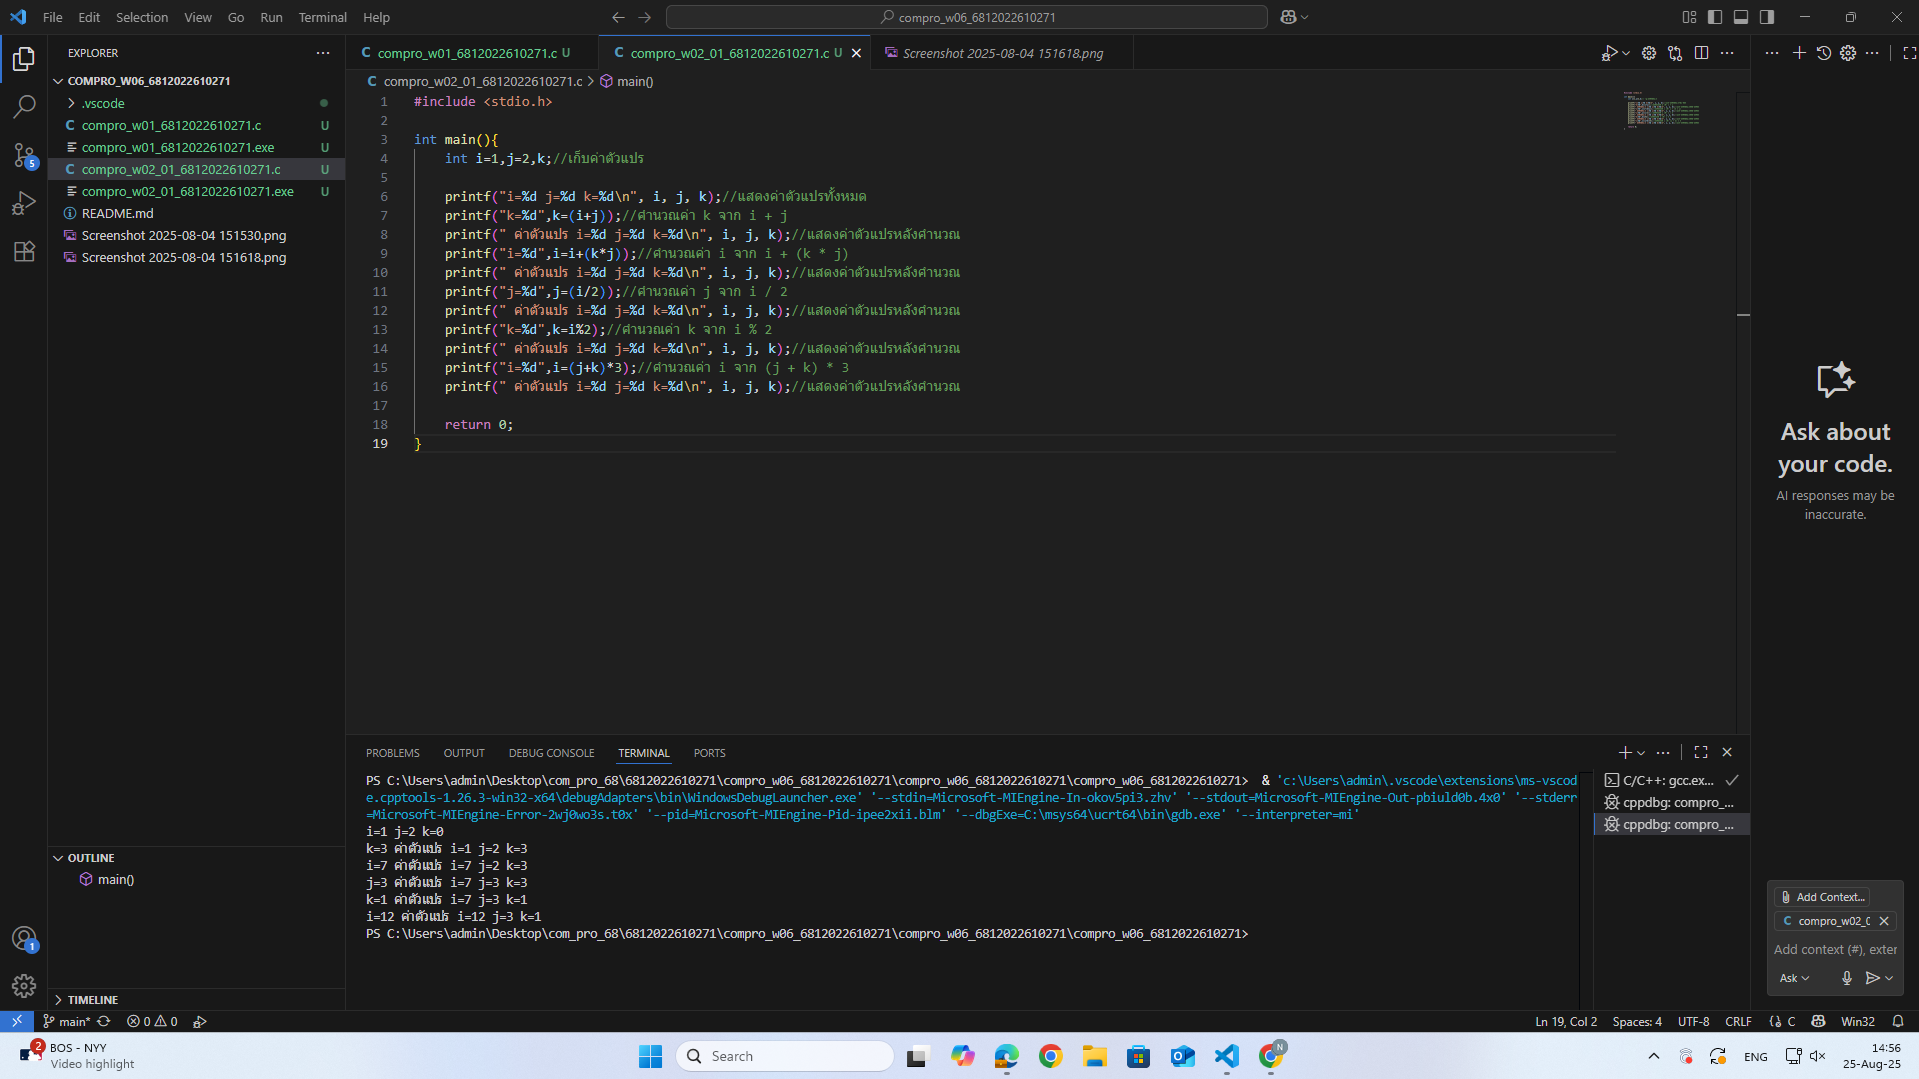 File Edit Selection View Go Run Terminal Help
compro_w06_6812022610271
EXPLORER
COMPRO_W06_6812022610271
.vscode
compro_w01_6812022610271.c U
compro_w01_6812022610271.exe U
compro_w02_01_6812022610271.c U
compro_w02_01_6812022610271.exe U
README.md
Screenshot 2025-08-04 151530.png
Screenshot 2025-08-04 151618.png
OUTLINE
main()
TIMELINE
compro_w01_6812022610271.c U
compro_w02_01_6812022610271.c U
Screenshot 2025-08-04 151618.png
compro_w02_01_6812022610271.c > main()
1 #include <stdio.h>
2
3 int main(){
4 int i=1,j=2,k;//เก็บค่าตัวแปร
5
6 printf("i=%d j=%d k=%d\n", i, j, k);//แสดงค่าตัวแปรทั้งหมด
7 printf("k=%d",k=(i+j));//คำนวณค่า k จาก i + j
8 printf(" ค่าตัวแปร i=%d j=%d k=%d\n", i, j, k);//แสดงค่าตัวแปรหลังคำนวณ
9 printf("i=%d",i=i+(k*j));//คำนวณค่า i จาก i + (k * j)
10 printf(" ค่าตัวแปร i=%d j=%d k=%d\n", i, j, k);//แสดงค่าตัวแปรหลังคำนวณ
11 printf("j=%d",j=(i/2));//คำนวณค่า j จาก i / 2
12 printf(" ค่าตัวแปร i=%d j=%d k=%d\n", i, j, k);//แสดงค่าตัวแปรหลังคำนวณ
13 printf("k=%d",k=i%2);//คำนวณค่า k จาก i % 2
14 printf(" ค่าตัวแปร i=%d j=%d k=%d\n", i, j, k);//แสดงค่าตัวแปรหลังคำนวณ
15 printf("i=%d",i=(j+k)*3);//คำนวณค่า i จาก (j + k) * 3
16 printf(" ค่าตัวแปร i=%d j=%d k=%d\n", i, j, k);//แสดงค่าตัวแปรหลังคำนวณ
17
18 return 0;
19 }
PROBLEMS OUTPUT DEBUG CONSOLE TERMINAL PORTS
PS C:\Users\admin\Desktop\com_pro_68\6812022610271\compro_w06_6812022610271\compro_w06_6812022610271\compro_w06_6812022610271> & 'c:\Users\admin\.vscode\extensions\ms-vscod
e.cpptools-1.26.3-win32-x64\debugAdapters\bin\WindowsDebugLauncher.exe' '--stdin=Microsoft-MIEngine-In-okov5pi3.zhv' '--stdout=Microsoft-MIEngine-Out-pbiuld0b.4x0' '--stderr
=Microsoft-MIEngine-Error-2wj0wo3s.t0x' '--pid=Microsoft-MIEngine-Pid-ipee2xii.blm' '--dbgExe=C:\msys64\ucrt64\bin\gdb.exe' '--interpreter=mi'
i=1 j=2 k=0
k=3 ค่าตัวแปร i=1 j=2 k=3
i=7 ค่าตัวแปร i=7 j=2 k=3
j=3 ค่าตัวแปร i=7 j=3 k=3
k=1 ค่าตัวแปร i=7 j=3 k=1
i=12 ค่าตัวแปร i=12 j=3 k=1
PS C:\Users\admin\Desktop\com_pro_68\6812022610271\compro_w06_6812022610271\compro_w06_6812022610271\compro_w06_6812022610271>
C/C++: gcc.ex...
cppdbg: compro_...
cppdbg: compro_...
Ask about
your code.
AI responses may be
inaccurate.
Add Context...
compro_w02_0
Add context (#), exter
Ask
5
1
main* 0 0
Ln 19, Col 2 Spaces: 4 UTF-8 CRLF C Win32
2 BOS - NYY
Video highlight
Search
N
ENG
14:56
25-Aug-25